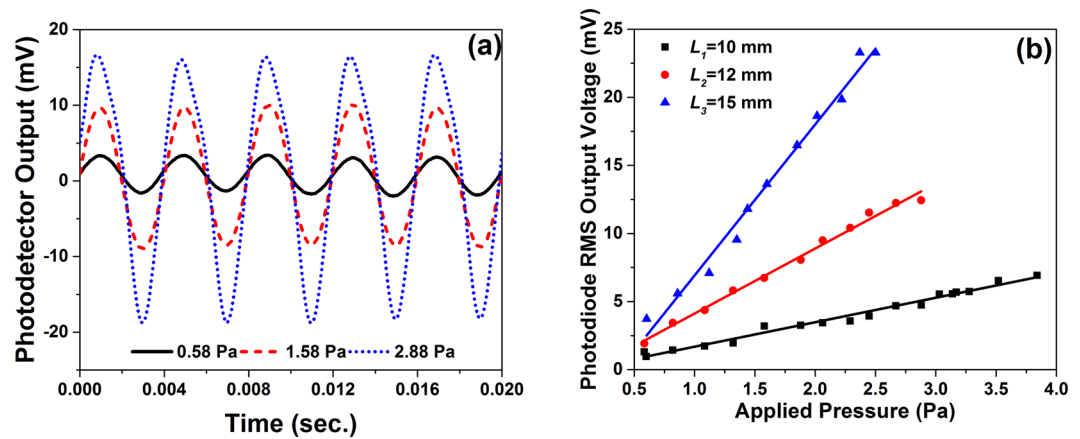 (a)
Photodetector Output (mV)
20
10
0
-10
-20
0.58 Pa 1.58 Pa 2.88 Pa
0.000 0.004 0.008 0.012 0.016 0.020
Time (sec.)
(b)
Photodiode RMS Output Voltage (mV)
25
20
15
10
5
0
L1=10 mm
L2=12 mm
L3=15 mm
0.5 1.0 1.5 2.0 2.5 3.0 3.5 4.0
Applied Pressure (Pa)